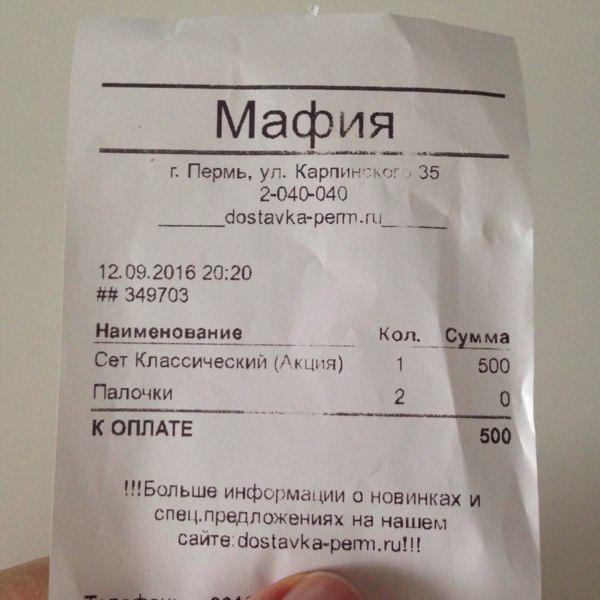 Мафия
г. Пермь, ул. Карпинского 35
2-040-040
______dostavka-perm.ru______
12.09.2016 20:20
## 349703
Наименование Кол. Сумма
Сет Классический (Акция) 1 500
Палочки 2 0
К ОПЛАТЕ 500
!!!Больше информации о новинках и
спец.предложениях на нашем
сайте:dostavka-perm.ru!!!